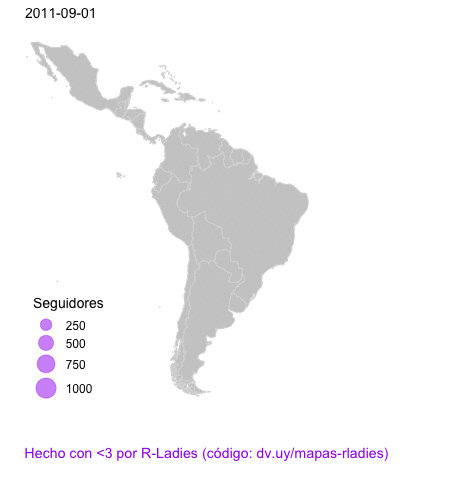 2011-09-01
Seguidores
250
500
750
1000
Hecho con <3 por R-Ladies (código: dv.uy/mapas-rladies)